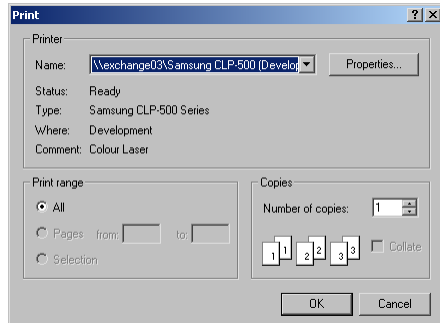 Print
Printer
Name: \\exchange03\Samsung CLP-500 (Develop Properties...
Status: Ready
Type: Samsung CLP-500 Series
Where: Development
Comment: Colour Laser
Print range
All
Pages from: to:
Selection
Copies
Number of copies: 1
1 1 2 2 3 3 Collate
OK Cancel